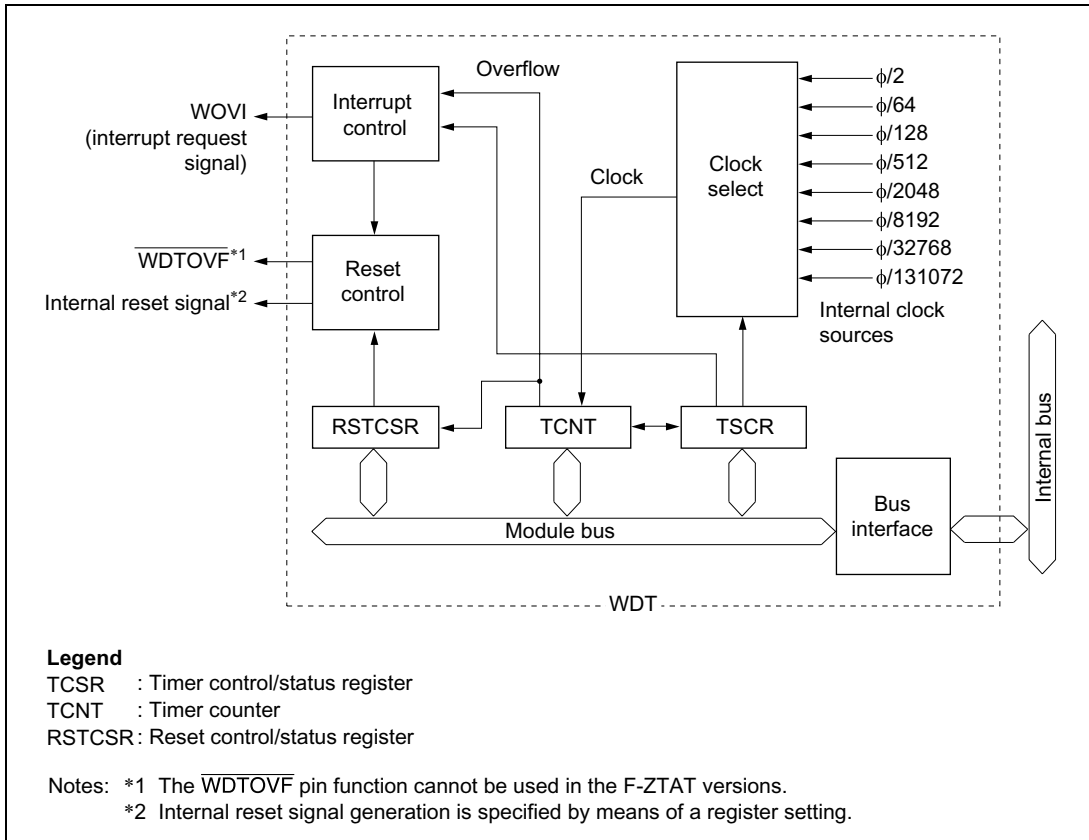 Overflow
WOVI
(interrupt request
signal)
Interrupt
control
Clock
select
ϕ/2
ϕ/64
ϕ/128
ϕ/512
ϕ/2048
ϕ/8192
ϕ/32768
ϕ/131072
Internal clock
sources
Clock
WDTOVF*1
Internal reset signal*2
Reset
control
RSTCSR
TCNT
TSCR
Module bus
Bus
interface
Internal bus
WDT
Legend
TCSR : Timer control/status register
TCNT : Timer counter
RSTCSR : Reset control/status register
Notes: *1 The WDTOVF pin function cannot be used in the F-ZTAT versions.
*2 Internal reset signal generation is specified by means of a register setting.